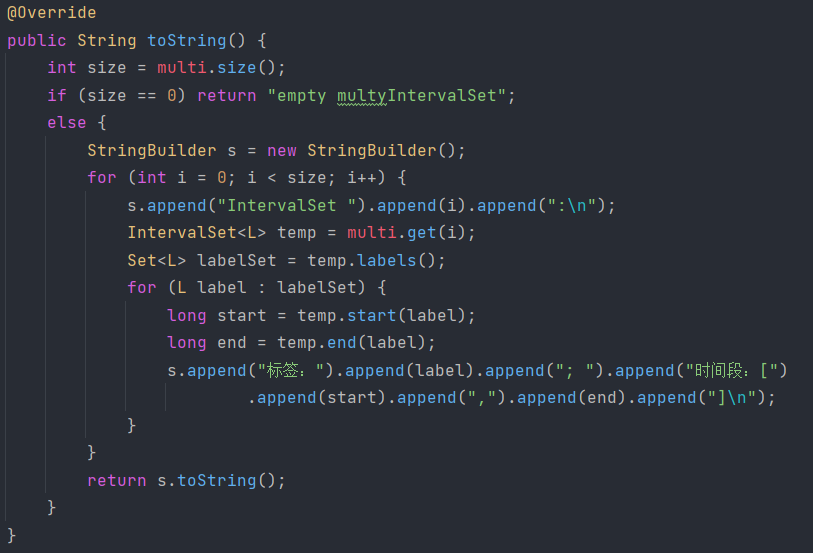 @Override
public String toString() {
    int size = multi.size();
    if (size == 0) return "empty multyIntervalSet";
    else {
        StringBuilder s = new StringBuilder();
        for (int i = 0; i < size; i++) {
            s.append("IntervalSet ").append(i).append(":\n");
            IntervalSet<L> temp = multi.get(i);
            Set<L> labelSet = temp.labels();
            for (L label : labelSet) {
                long start = temp.start(label);
                long end = temp.end(label);
                s.append("标签：").append(label).append("; ").append("时间段：[")
                        .append(start).append(",").append(end).append("]\n");
            }
        }
        return s.toString();
    }
}